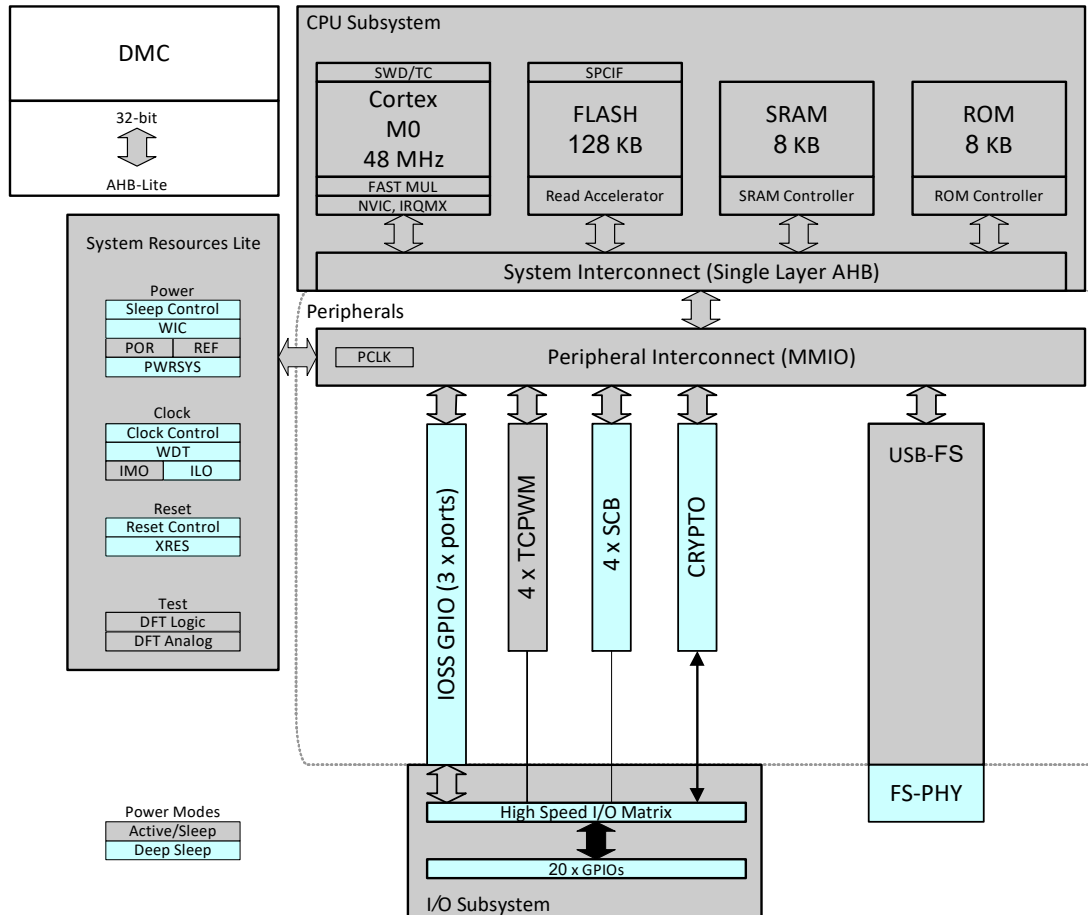 DMC
32-bit
AHB-Lite
CPU Subsystem
SWD/TC
Cortex
M0
48 MHz
FAST MUL
NVIC, IRQMX
SPCIF
FLASH
128 KB
Read Accelerator
SRAM
8 KB
SRAM Controller
ROM
8 KB
ROM Controller
System Interconnect (Single Layer AHB)
System Resources Lite
Power
Sleep Control
WIC
POR
REF
PWRSYS
Clock
Clock Control
WDT
IMO
ILO
Reset
Reset Control
XRES
Test
DFT Logic
DFT Analog
Peripherals
PCLK
Peripheral Interconnect (MMIO)
IOSS GPIO (3 x ports)
4 x TCPWM
4 x SCB
CRYPTO
USB-FS
FS-PHY
High Speed I/O Matrix
20 x GPIOs
I/O Subsystem
Power Modes
Active/Sleep
Deep Sleep